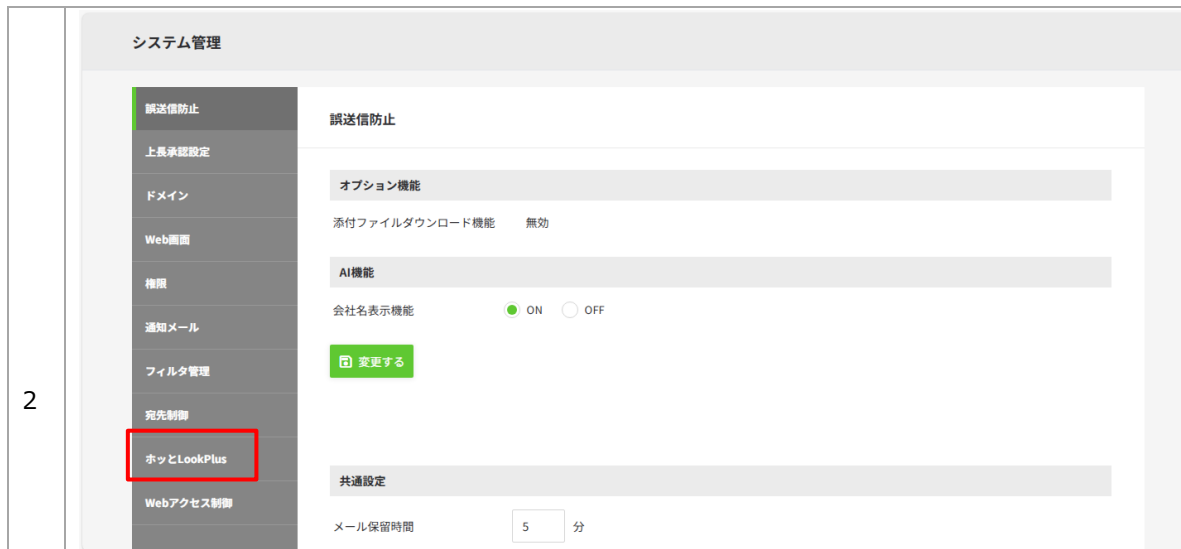 2
システム管理
誤送信防止
上長承認設定
ドメイン
Web画面
権限
通知メール
フィルタ管理
宛先制御
ホッとLookPlus
Webアクセス制御
誤送信防止
オプション機能
添付ファイルダウンロード機能 無効
AI機能
会社名表示機能 ON OFF
変更する
共通設定
メール保留時間 5 分